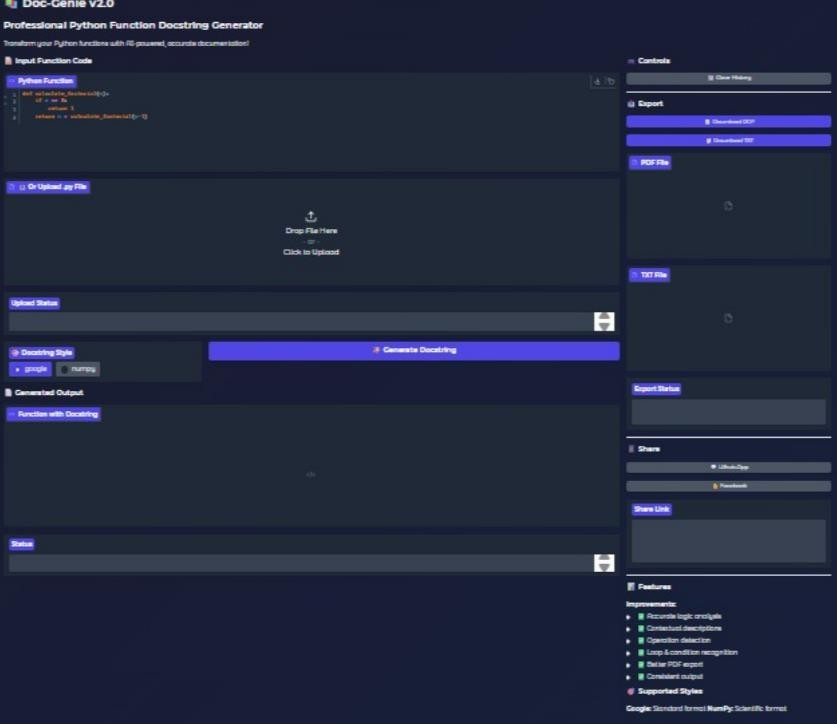 Doc-Genie v2.0
Professional Python Function Docstring Generator
Transform your Python functions with AI-powered, accurate documentation!
Input Function Code
Python Function
1 def calculate_factorial(n):
2 if n == 0:
3 return 1
4 return n * calculate_factorial(n-1)
Or Upload .py File
Drop File Here
- or -
Click to Upload
Upload Status
Docstring Style
google
numpy
Generate Docstring
Generated Output
Function with Docstring
</>
Status
Controls
Clear History
Export
Download PDF
Download TXT
PDF File
TXT File
Export Status
Share
WhatsApp
Facebook
Share Link
Features
Improvements:
Accurate logic analysis
Contextual descriptions
Operation detection
Loop & condition recognition
Better PDF export
Consistent output
Supported Styles
Google: Standard format NumPy: Scientific format